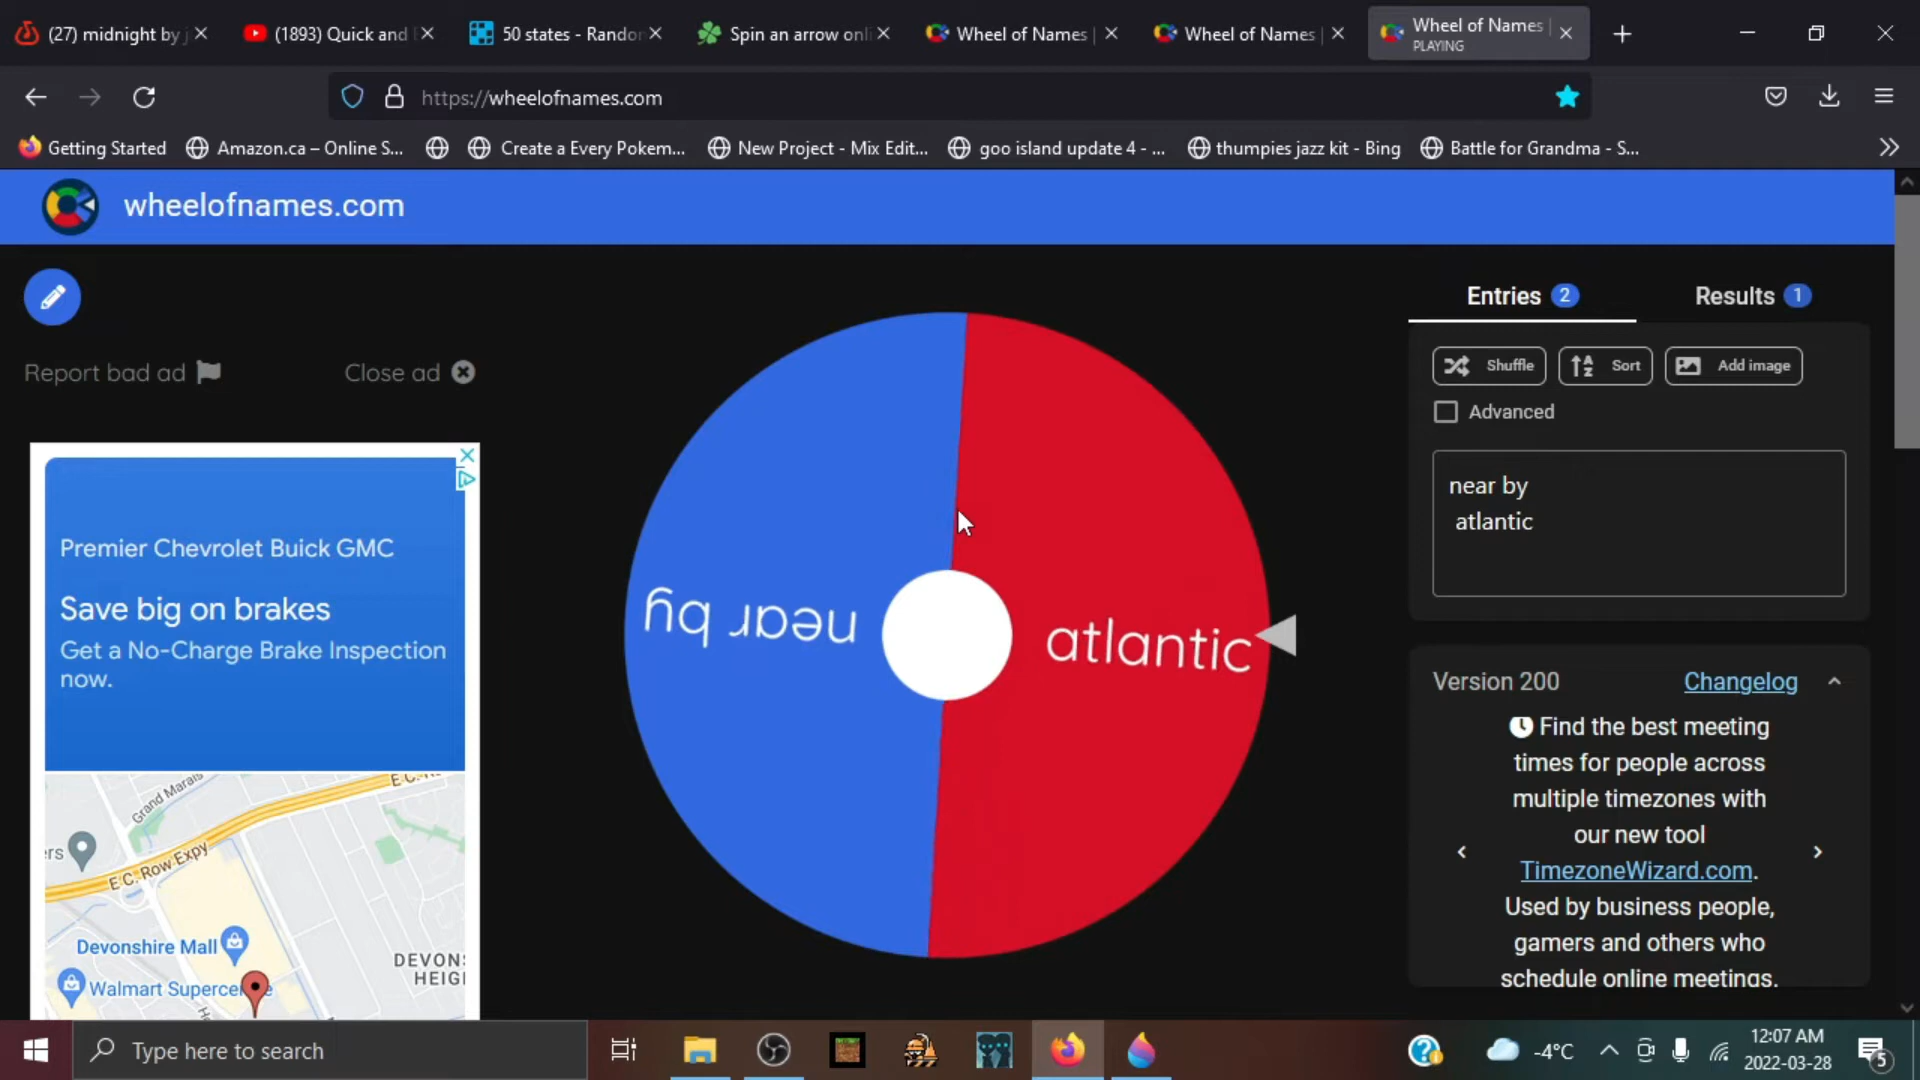 (27) midnight by j
(1893) Quick and
50 states - Randor
Spin an arrow onli
Wheel of Names |
Wheel of Names |
Wheel of Names |
PLAYING
https://wheelofnames.com
Getting Started
Amazon.ca – Online S...
Create a Every Pokem...
New Project - Mix Edit...
goo island update 4 - ...
thumpies jazz kit - Bing
Battle for Grandma - S...
wheelofnames.com
Report bad ad
Close ad
Premier Chevrolet Buick GMC
Save big on brakes
Get a No-Charge Brake Inspection
now.
Grand Marais
E.C. Row Expy
Devonshire Mall
Walmart Superce
near by
atlantic
Entries 2
Results 1
Shuffle
Sort
Add image
Advanced
near by
atlantic
Version 200
Changelog
Find the best meeting
times for people across
multiple timezones with
our new tool
TimezoneWizard.com.
Used by business people,
gamers and others who
schedule online meetings.
Type here to search
-4°C
12:07 AM
2022-03-28
5